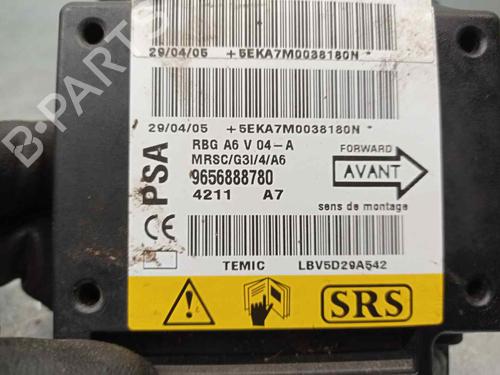 29/04/05 +5EKA7M0038180N*
29/04/05 +5EKA7M0038180N*
PSA
RBG A6 V 04-A
MRSC/G3I/4/A6
9656888780
4211 A7
FORWARD
AVANT
sens de montage
CE
TEMIC LBV5D29A542
SRS
B-PARTS